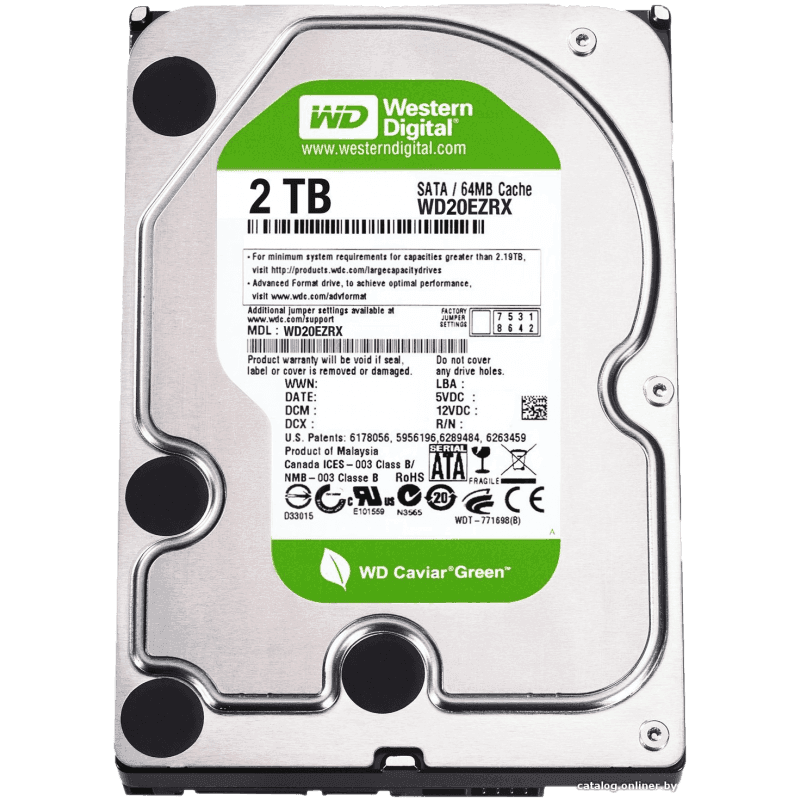 WD Western
Digital®
www.westerndigital.com
2 TB
SATA / 64MB Cache
WD20EZRX
• For minimum system requirements for capacities greater than 2.19TB,
visit http://products.wdc.com/largecapacitydrives
• Advanced Format drive, to achieve optimal performance,
visit www.wdc.com/advformat
Additional jumper settings available at
www.wdc.com/support
FACTORY
JUMPER
SETTINGS
7 5 3 1
8 6 4 2
MDL : WD20EZRX
Product warranty will be void if seal,
label or cover is removed or damaged.
Do not cover
any drive holes.
WWN:
LBA :
DATE:
5VDC :
DCM :
12VDC :
DCX :
R/N :
U.S. Patents: 6178056, 5956196,6289484, 6263459
Product of Malaysia
Canada ICES-003 Class B/
NMB-003 Classe B
RoHS
SERIAL
ATA
FRAGILE
c RU us
20
CE
D33015
E101559
N3565
WDT-771698(B)
A
WD Caviar® Green™
catalog.onliner.by